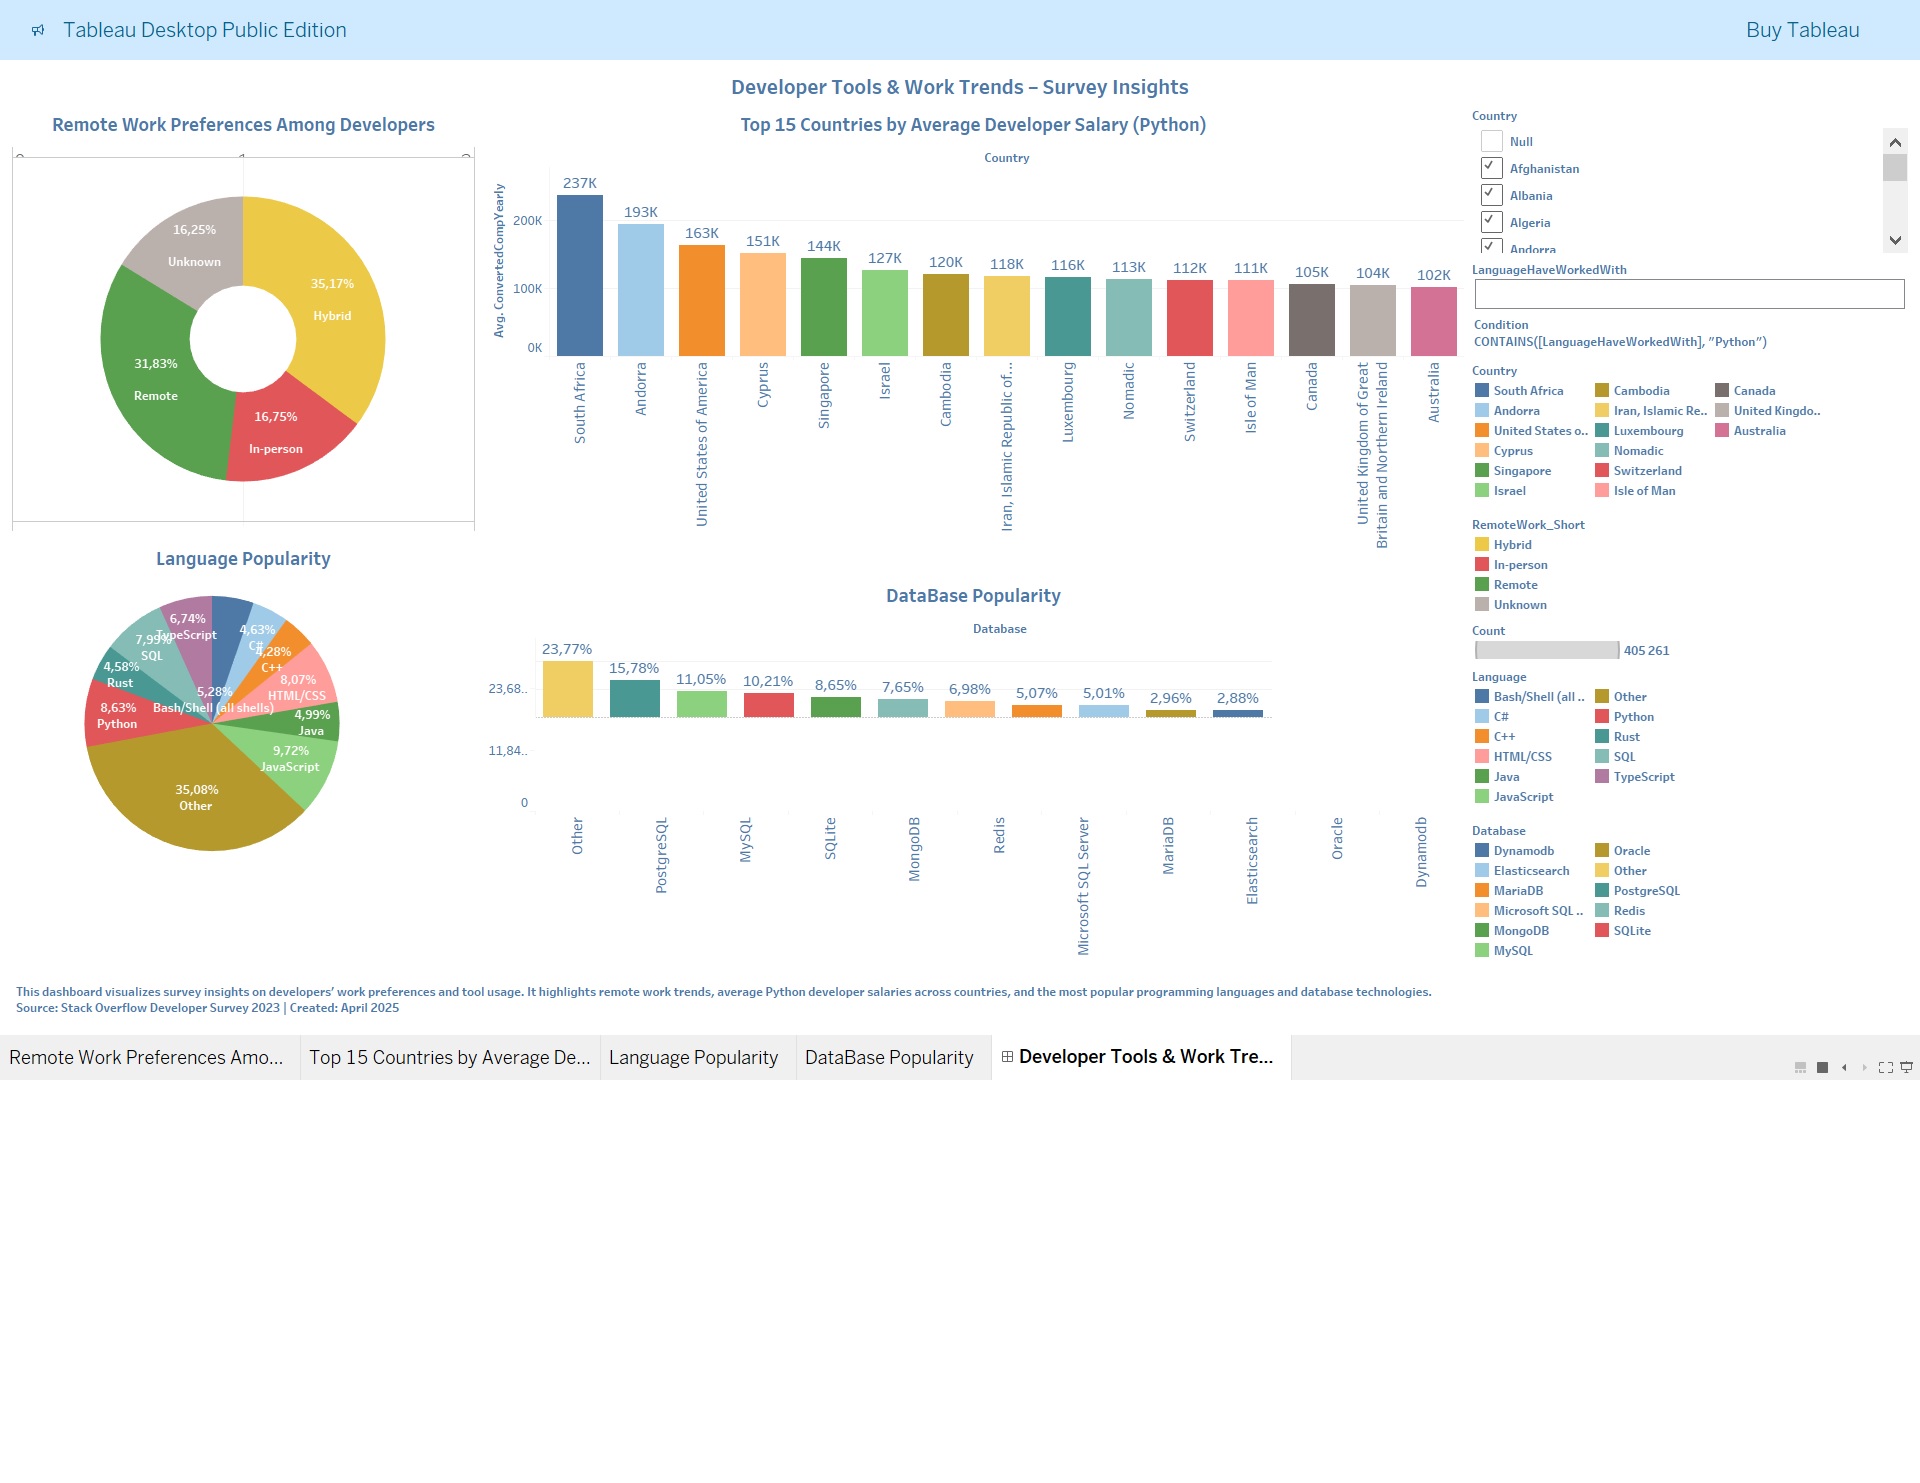 Tableau Desktop Public Edition
Buy Tableau
Developer Tools & Work Trends – Survey Insights
Remote Work Preferences Among Developers
16,25%
Unknown
35,17%
Hybrid
31,83%
Remote
16,75%
In-person
Top 15 Countries by Average Developer Salary (Python)
Country
Avg. ConvertedCompYearly
200K
100K
0K
237K
193K
163K
151K
144K
127K
120K
118K
116K
113K
112K
111K
105K
104K
102K
South Africa
Andorra
United States of America
Cyprus
Singapore
Israel
Cambodia
Iran, Islamic Republic of...
Luxembourg
Nomadic
Switzerland
Isle of Man
Canada
United Kingdom of Great
Britain and Northern Ireland
Australia
Language Popularity
6,74%
TypeScript
4,63%
C#
7,99%
SQL
4,28%
C++
4,58%
Rust
8,07%
HTML/CSS
5,28%
Bash/Shell (all shells)
8,63%
Python
4,99%
Java
9,72%
JavaScript
35,08%
Other
DataBase Popularity
Database
23,68..
11,84..
0
23,77%
15,78%
11,05%
10,21%
8,65%
7,65%
6,98%
5,07%
5,01%
2,96%
2,88%
Other
PostgreSQL
MySQL
SQLite
MongoDB
Redis
Microsoft SQL Server
MariaDB
Elasticsearch
Oracle
Dynamodb
Country
Null
Afghanistan
Albania
Algeria
Andorra
LanguageHaveWorkedWith
Condition
CONTAINS([LanguageHaveWorkedWith], "Python")
Country
South Africa
Andorra
United States o..
Cyprus
Singapore
Israel
Cambodia
Iran, Islamic Re..
Luxembourg
Nomadic
Switzerland
Isle of Man
Canada
United Kingdo..
Australia
RemoteWork_Short
Hybrid
In-person
Remote
Unknown
Count
405 261
Language
Bash/Shell (all ..
C#
C++
HTML/CSS
Java
JavaScript
Other
Python
Rust
SQL
TypeScript
Database
Dynamodb
Elasticsearch
MariaDB
Microsoft SQL ..
MongoDB
MySQL
Oracle
Other
PostgreSQL
Redis
SQLite
This dashboard visualizes survey insights on developers’ work preferences and tool usage. It highlights remote work trends, average Python developer salaries across countries, and the most popular programming languages and database technologies.
Source: Stack Overflow Developer Survey 2023 | Created: April 2025
Remote Work Preferences Amo...
Top 15 Countries by Average De...
Language Popularity
DataBase Popularity
Developer Tools & Work Tre...